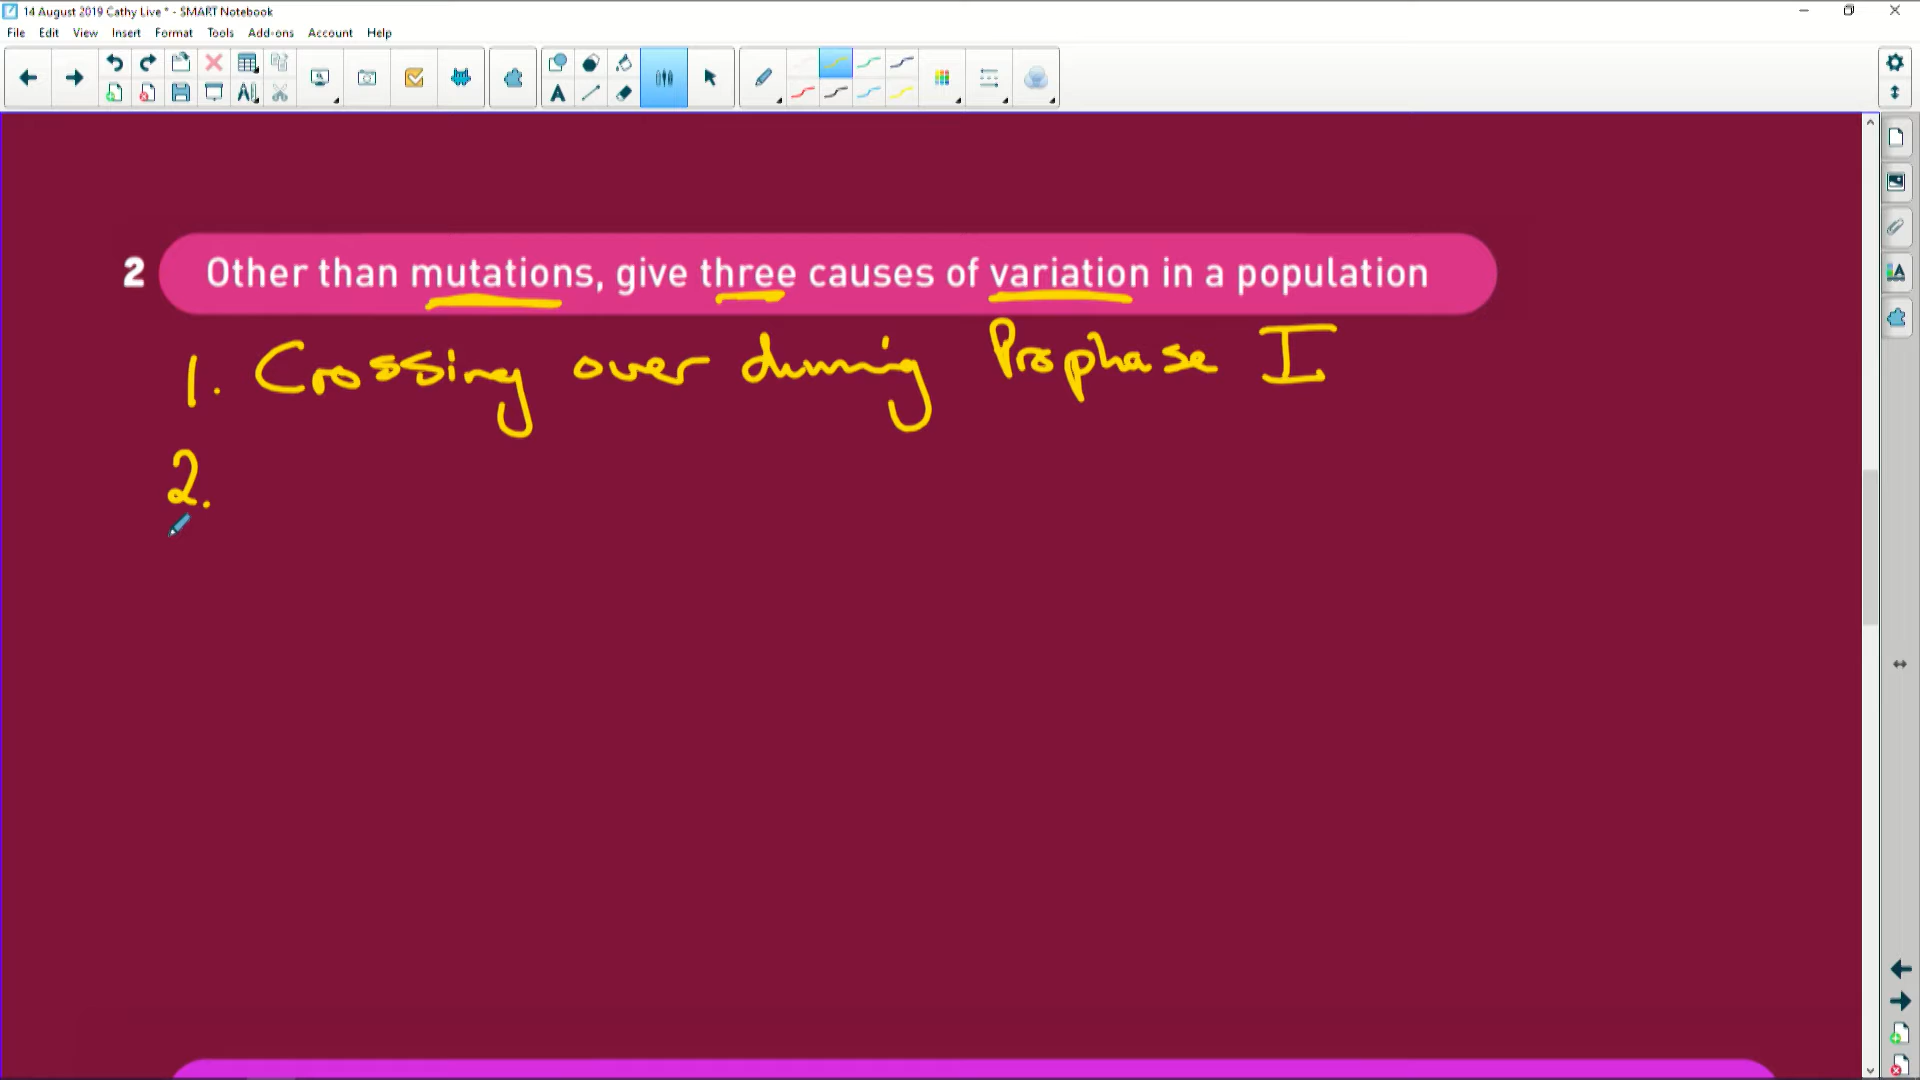 14 August 2019 Cathy Live * - SMART Notebook
File Edit View Insert Format Tools Add-ons Account Help
2 Other than mutations, give three causes of variation in a population
1. Crossing over during Prophase I
2.